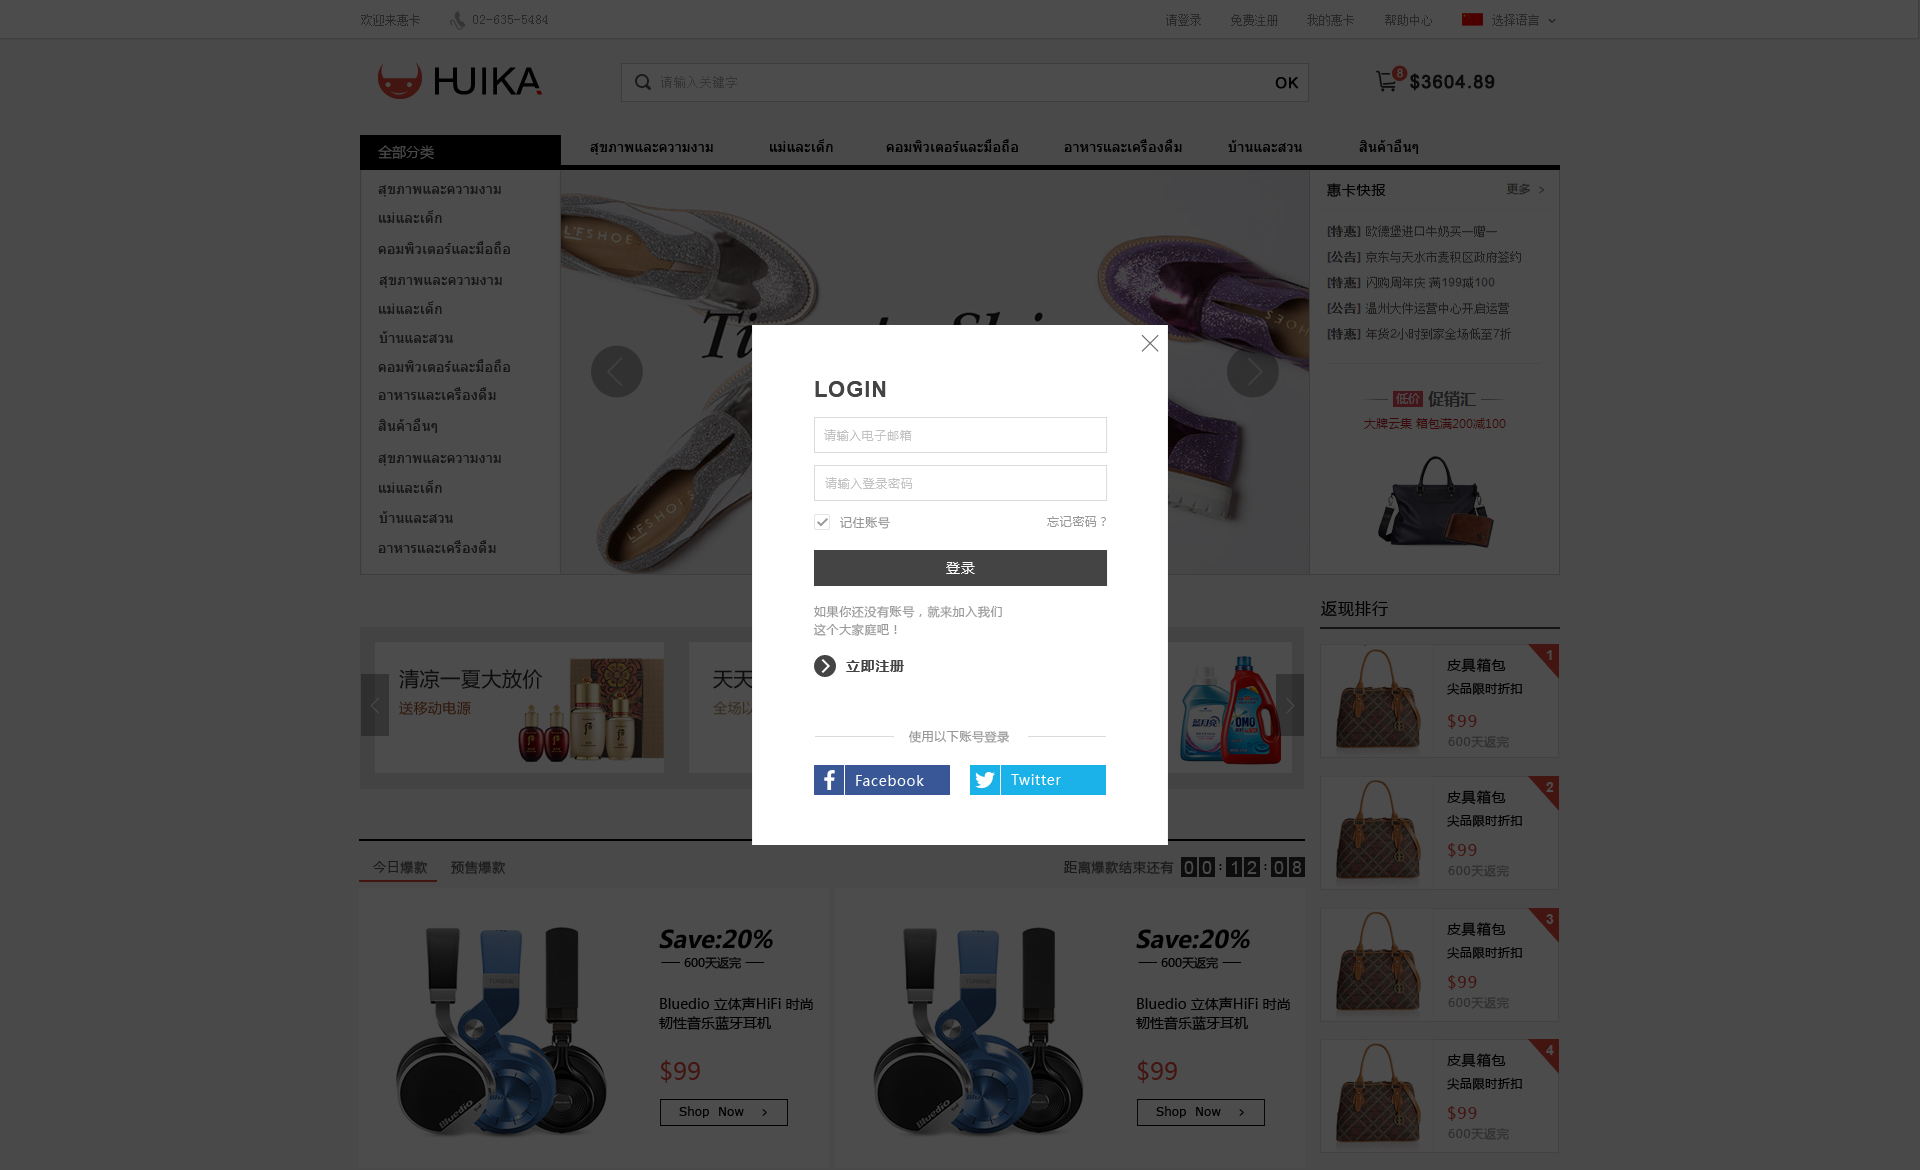 欢迎来惠卡
02-635-5484
请登录
免费注册
我的惠卡
帮助中心
选择语言
HUIKA
请输入关键字
OK
8
$3604.89
全部分类
สุขภาพและความงาม
แม่และเด็ก
คอมพิวเตอร์และมือถือ
อาหารและเครื่องดื่ม
บ้านและสวน
สินค้าอื่นๆ
สุขภาพและความงาม
แม่และเด็ก
คอมพิวเตอร์และมือถือ
สุขภาพและความงาม
แม่และเด็ก
บ้านและสวน
คอมพิวเตอร์และมือถือ
อาหารและเครื่องดื่ม
สินค้าอื่นๆ
สุขภาพและความงาม
แม่และเด็ก
บ้านและสวน
อาหารและเครื่องดื่ม
L'FSHOE
惠卡快报
更多 >
[特惠] 欧德堡进口牛奶买一赠一
[公告] 京东与天水市麦积区政府签约
[特惠] 闪购周年庆 满199减100
[公告] 温州大件运营中心开启运营
[特惠] 年货2小时到家全场低至7折
低价 促销汇
大牌云集 箱包满200减100
LOGIN
请输入电子邮箱
请输入登录密码
记住账号
忘记密码？
登录
如果你还没有账号，就来加入我们
这个大家庭吧！
立即注册
使用以下账号登录
Facebook
Twitter
清凉一夏大放价
送移动电源
天天
全场以
OMO
返现排行
1
皮具箱包
尖品限时折扣
$99
600天返完
2
皮具箱包
尖品限时折扣
$99
600天返完
3
皮具箱包
尖品限时折扣
$99
600天返完
4
皮具箱包
尖品限时折扣
$99
600天返完
今日爆款
预售爆款
距离爆款结束还有 00:12:08
Save:20%
600天返完
Bluedio 立体声HiFi 时尚
韧性音乐蓝牙耳机
$99
Shop Now >
Bluedio
Save:20%
600天返完
Bluedio 立体声HiFi 时尚
韧性音乐蓝牙耳机
$99
Shop Now >
Bluedio